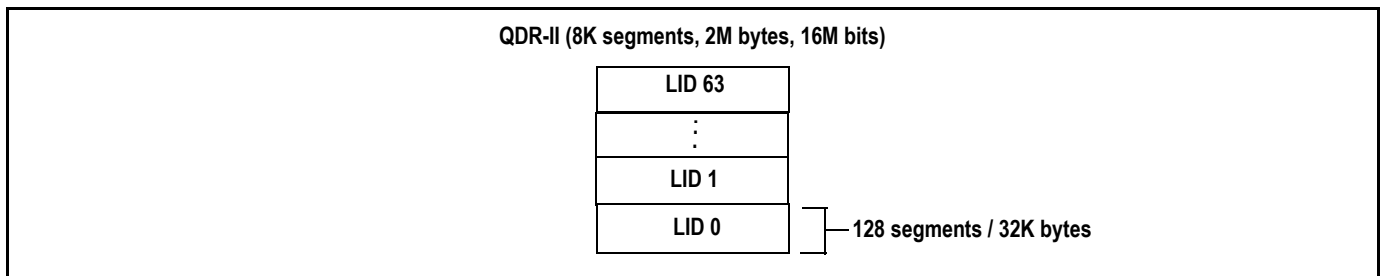 QDR-II (8K segments, 2M bytes, 16M bits)
LID 63
⋮
LID 1
LID 0
128 segments / 32K bytes